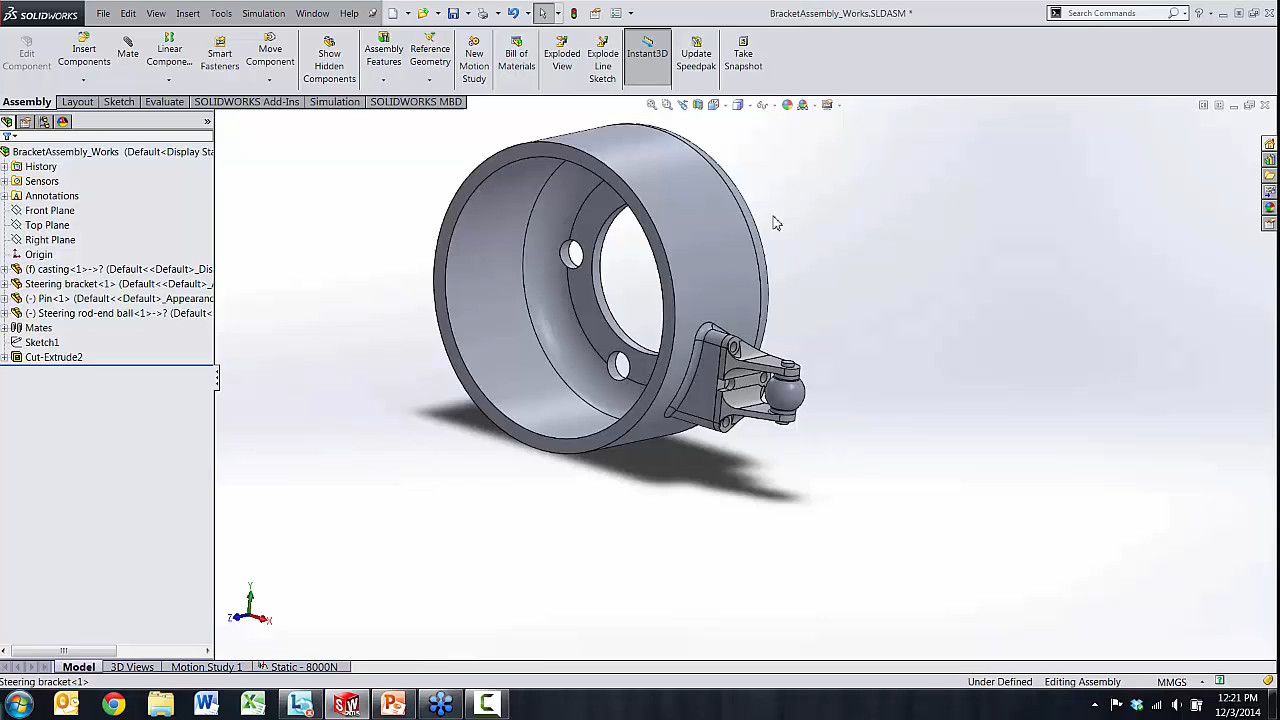 SOLIDWORKS File Edit View Insert Tools Simulation Window Help BracketAssembly_Works.SLDASM * Search Commands
Edit Component
Insert Components
Mate
Linear Compone...
Smart Fasteners
Move Component
Show Hidden Components
Assembly Features
Reference Geometry
New Motion Study
Bill of Materials
Exploded View
Explode Line Sketch
Instant3D
Update Speedpak
Take Snapshot
Assembly Layout Sketch Evaluate SOLIDWORKS Add-Ins Simulation SOLIDWORKS MBD
BracketAssembly_Works (Default<Display Sta
History
Sensors
Annotations
Front Plane
Top Plane
Right Plane
Origin
(f) casting<1>->? (Default<<Default>_Dis
Steering bracket<1> (Default<<Default>_
(-) Pin<1> (Default<<Default>_Appearanc
(-) Steering rod-end ball<1>->? (Default<
Mates
Sketch1
Cut-Extrude2
Y
Z X
Model 3D Views Motion Study 1 Static - 8000N
Steering bracket<1> Under Defined Editing Assembly MMGS
12:21 PM
12/3/2014